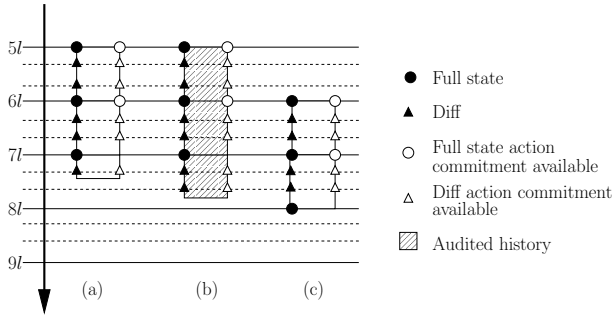 5l
6l
7l
8l
9l
(a)
(b)
(c)
Full state
Diff
Full state action
commitment available
Diff action commitment
available
Audited history